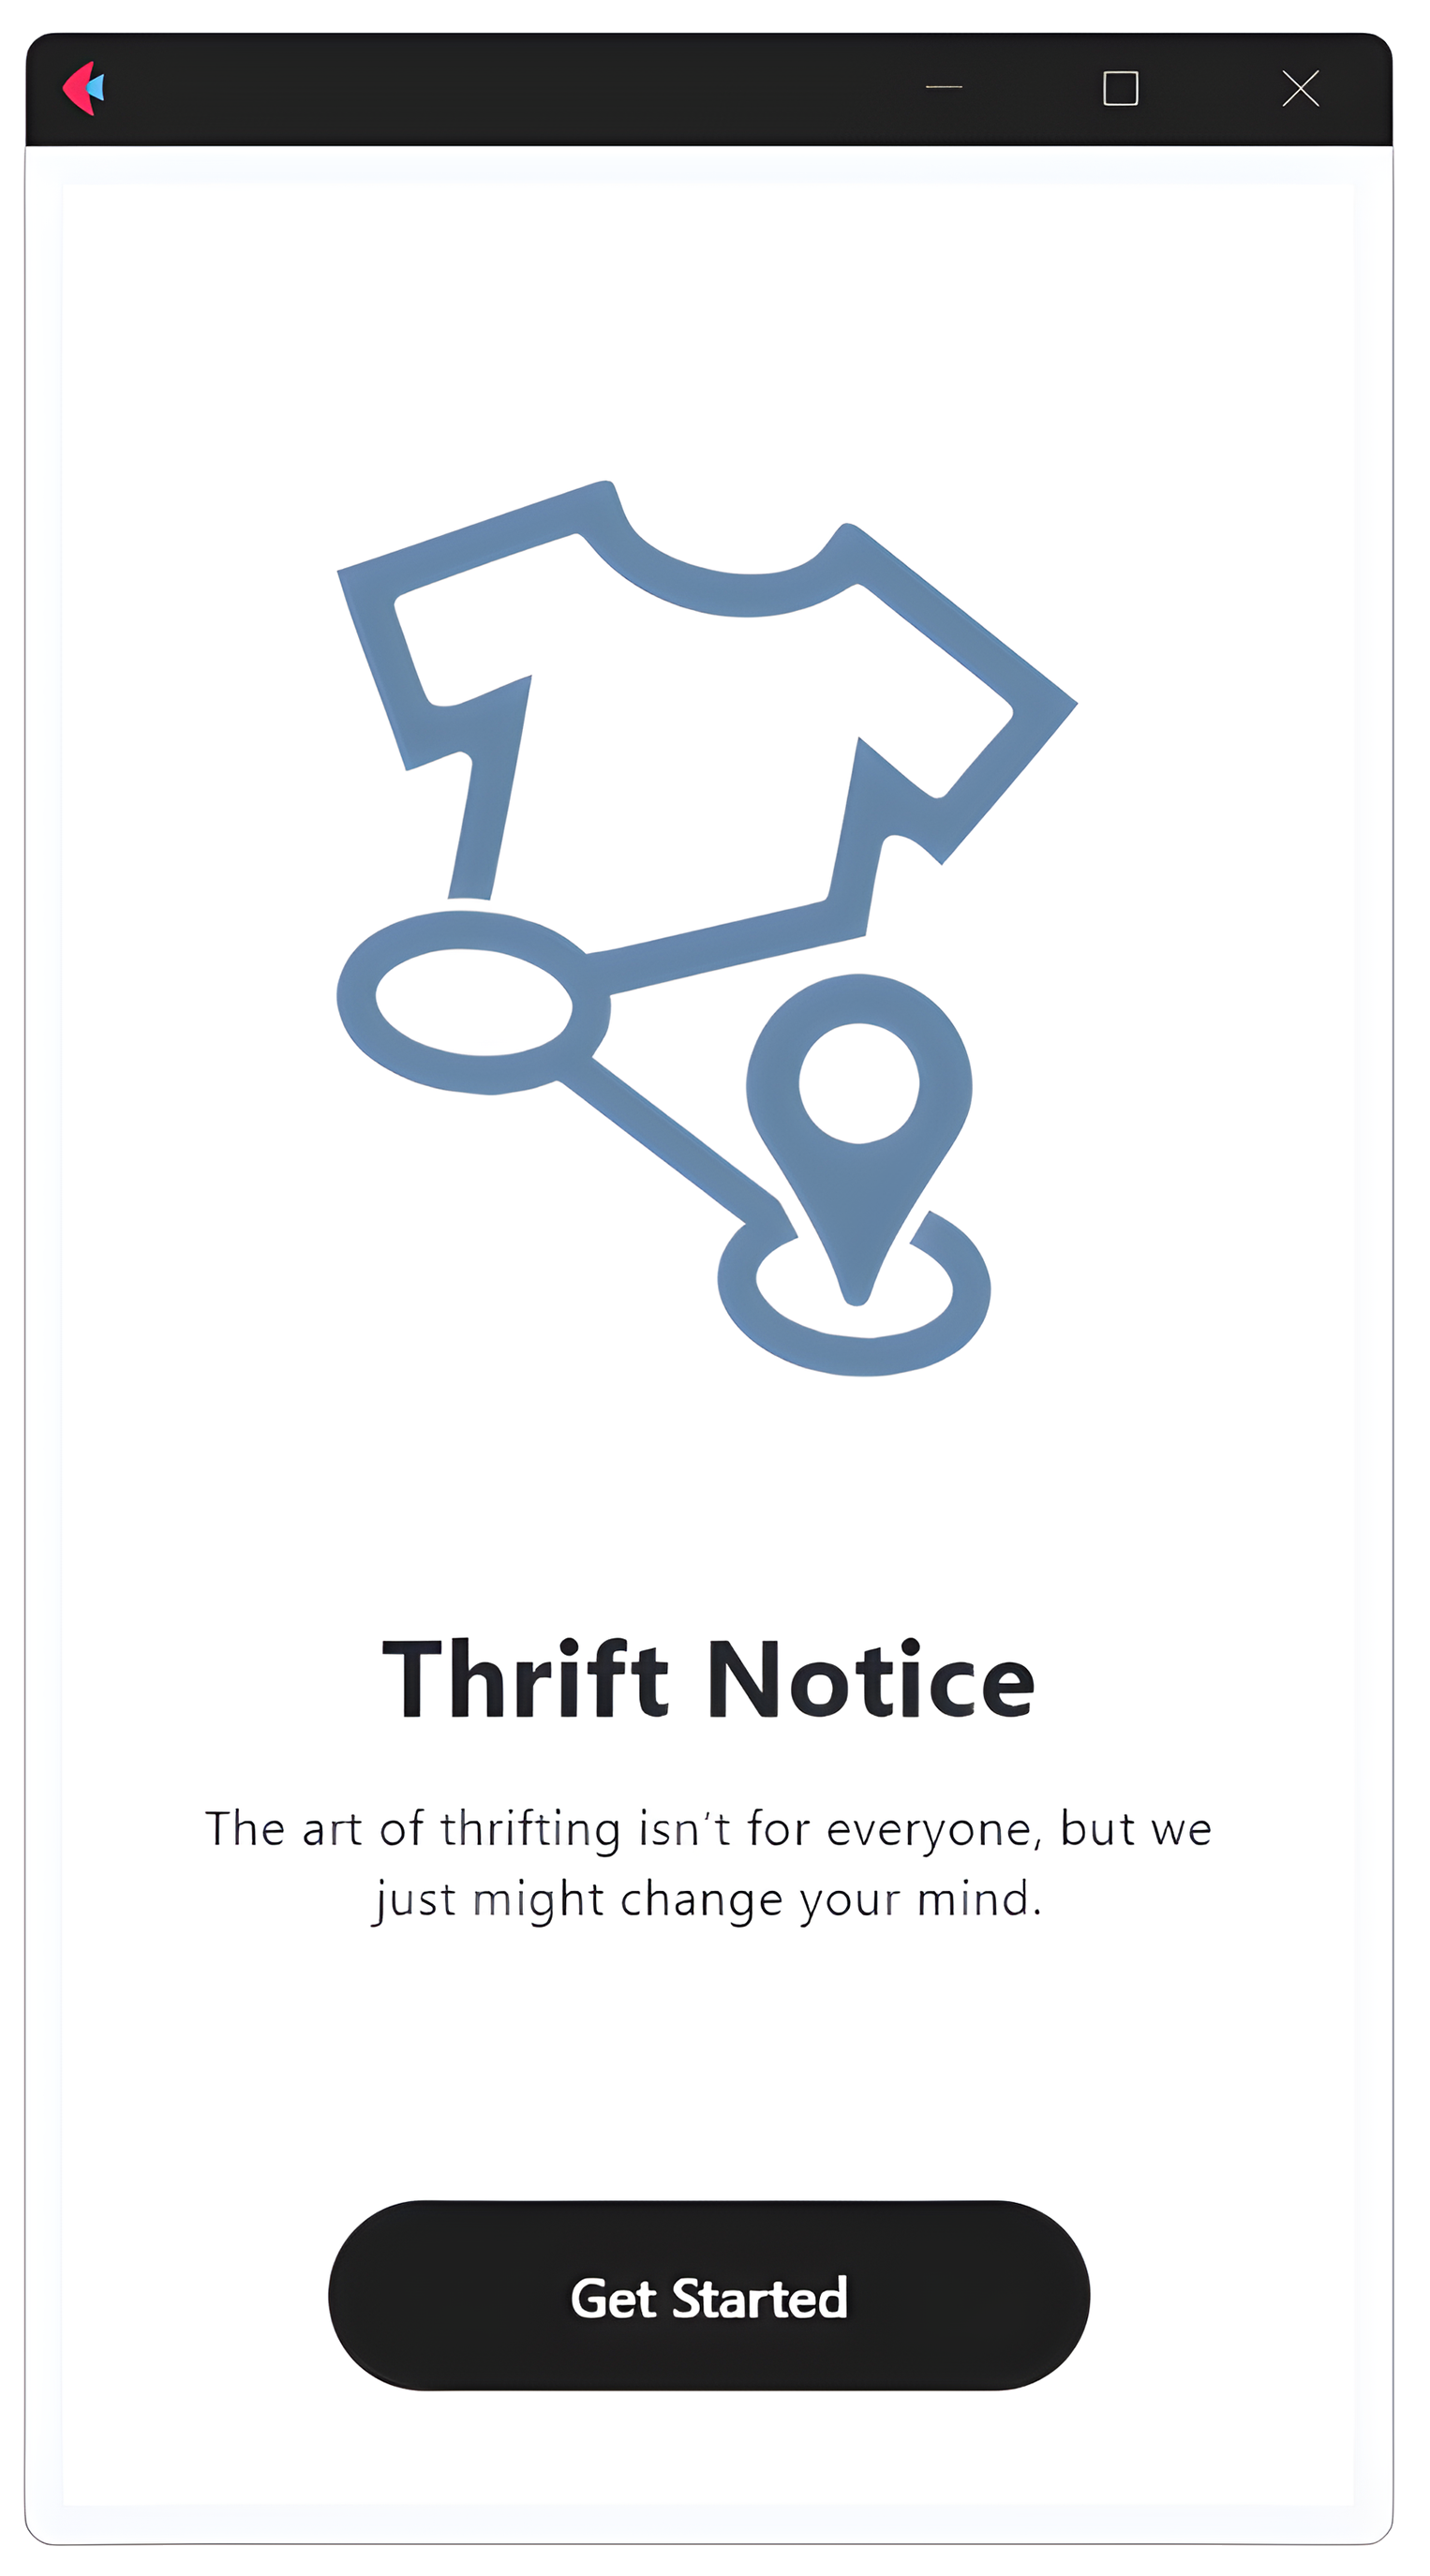 Thrift Notice
The art of thrifting isn't for everyone, but we
just might change your mind.
Get Started